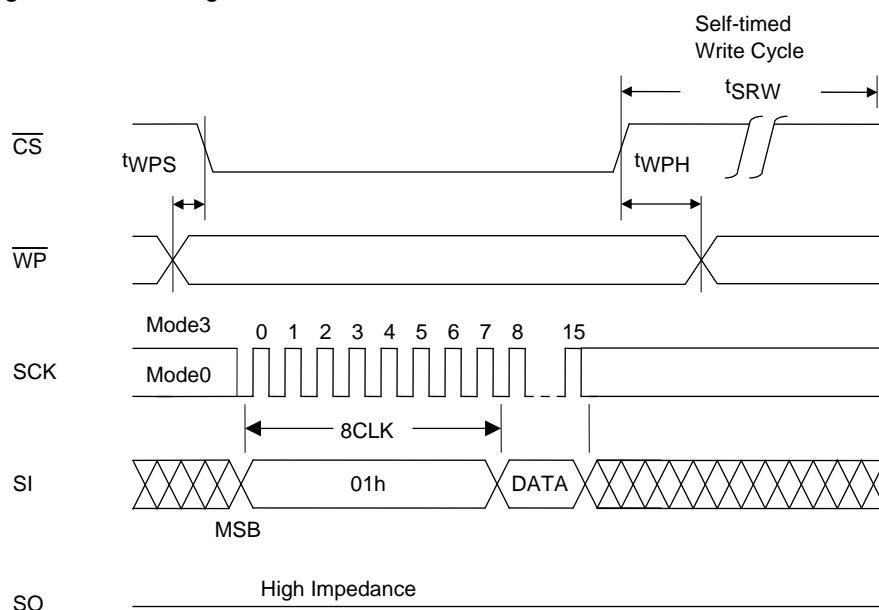 Self-timed
Write Cycle
tSRW
CS
tWPS
tWPH
WP
Mode3
0 1 2 3 4 5 6 7 8 15
SCK
Mode0
8CLK
SI
01h
DATA
MSB
High Impedance
SO